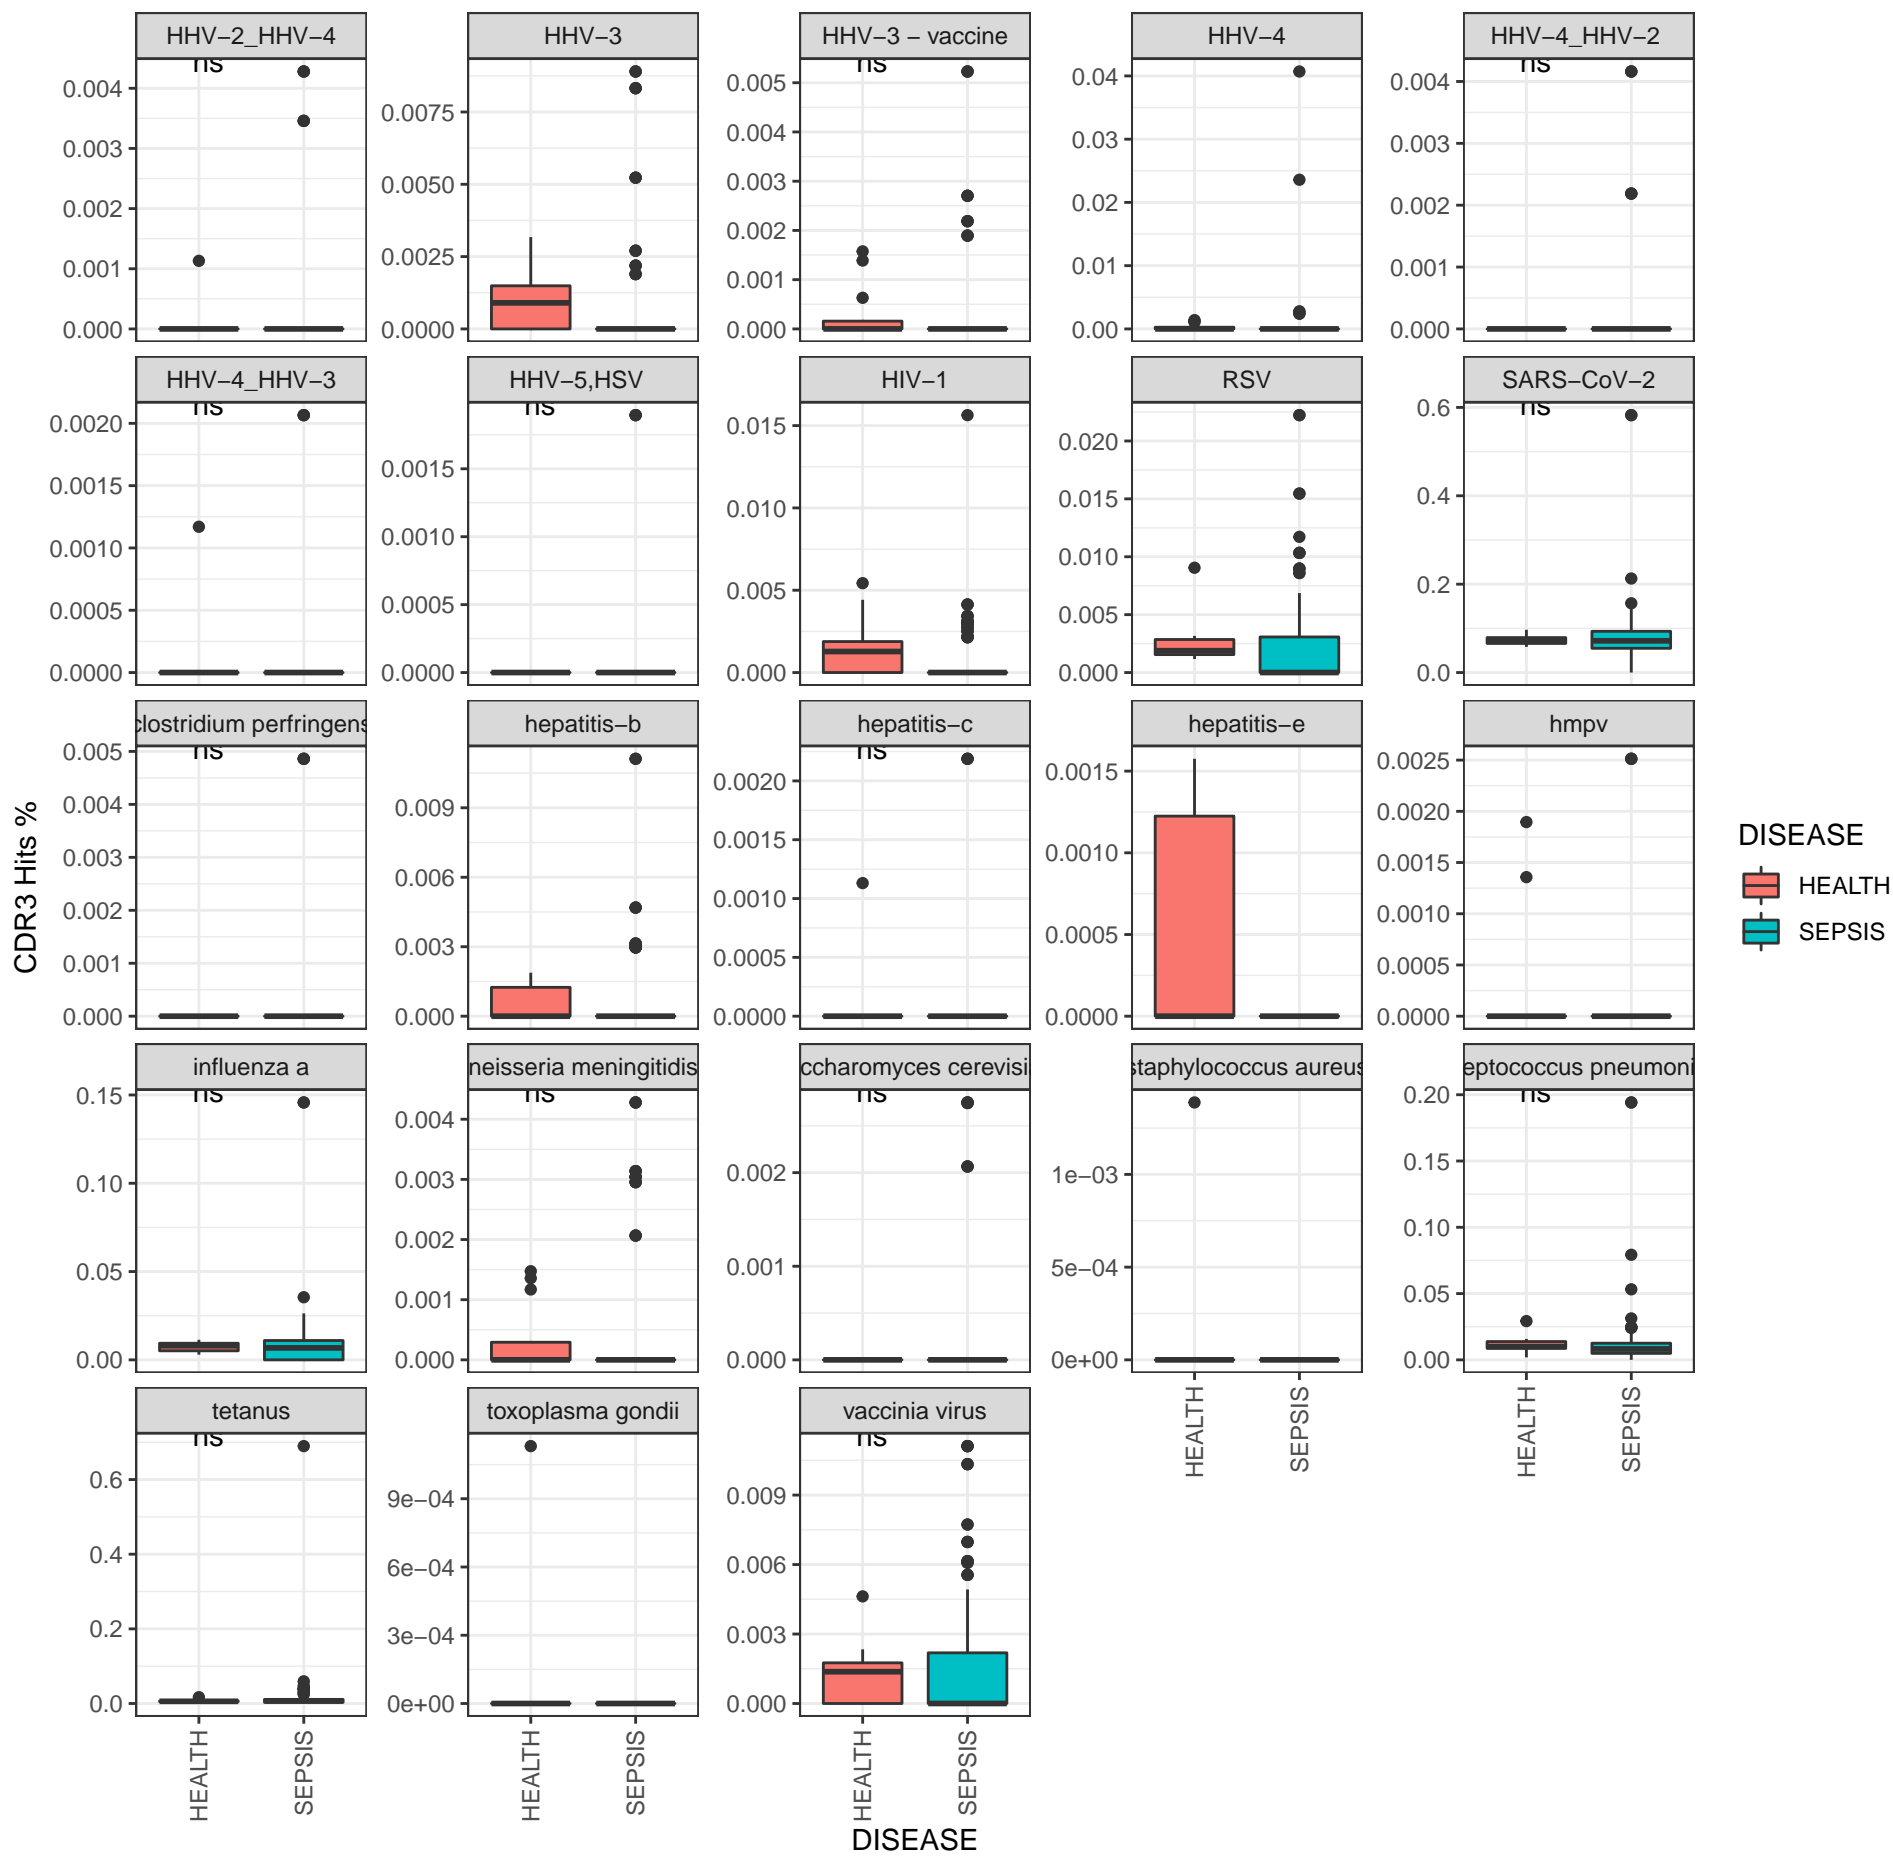 HHV−2_HHV−4
HHV−3
HHV−3 − vaccine
HHV−4
HHV−4_HHV−2
ns
ns
ns
0.004
0.003
0.002
0.001
0.000
0.0075
0.0050
0.0025
0.0000
0.005
0.004
0.003
0.002
0.001
0.000
0.04
0.03
0.02
0.01
0.00
0.004
0.003
0.002
0.001
0.000
HHV−4_HHV−3
HHV−5,HSV
HIV−1
RSV
SARS−CoV−2
ns
ns
ns
0.0020
0.0015
0.0010
0.0005
0.0000
0.0015
0.0010
0.0005
0.0000
0.015
0.010
0.005
0.000
0.020
0.015
0.010
0.005
0.000
0.6
0.4
0.2
0.0
clostridium perfringens
hepatitis−b
hepatitis−c
hepatitis−e
hmpv
ns
ns
0.005
0.004
0.003
0.002
0.001
0.000
0.009
0.006
0.003
0.000
0.0020
0.0015
0.0010
0.0005
0.0000
0.0015
0.0010
0.0005
0.0000
0.0025
0.0020
0.0015
0.0010
0.0005
0.0000
influenza a
neisseria meningitidis
ccharomyces cerevisi
staphylococcus aureus
eptococcus pneumoni
ns
ns
ns
ns
0.15
0.10
0.05
0.00
0.004
0.003
0.002
0.001
0.000
0.002
0.001
0.000
1e−03
5e−04
0e+00
0.20
0.15
0.10
0.05
0.00
HEALTH
SEPSIS
HEALTH
SEPSIS
tetanus
toxoplasma gondii
vaccinia virus
ns
ns
0.6
0.4
0.2
0.0
9e−04
6e−04
3e−04
0e+00
0.009
0.006
0.003
0.000
HEALTH
SEPSIS
HEALTH
SEPSIS
HEALTH
SEPSIS
DISEASE
CDR3 Hits %
DISEASE
HEALTH
SEPSIS